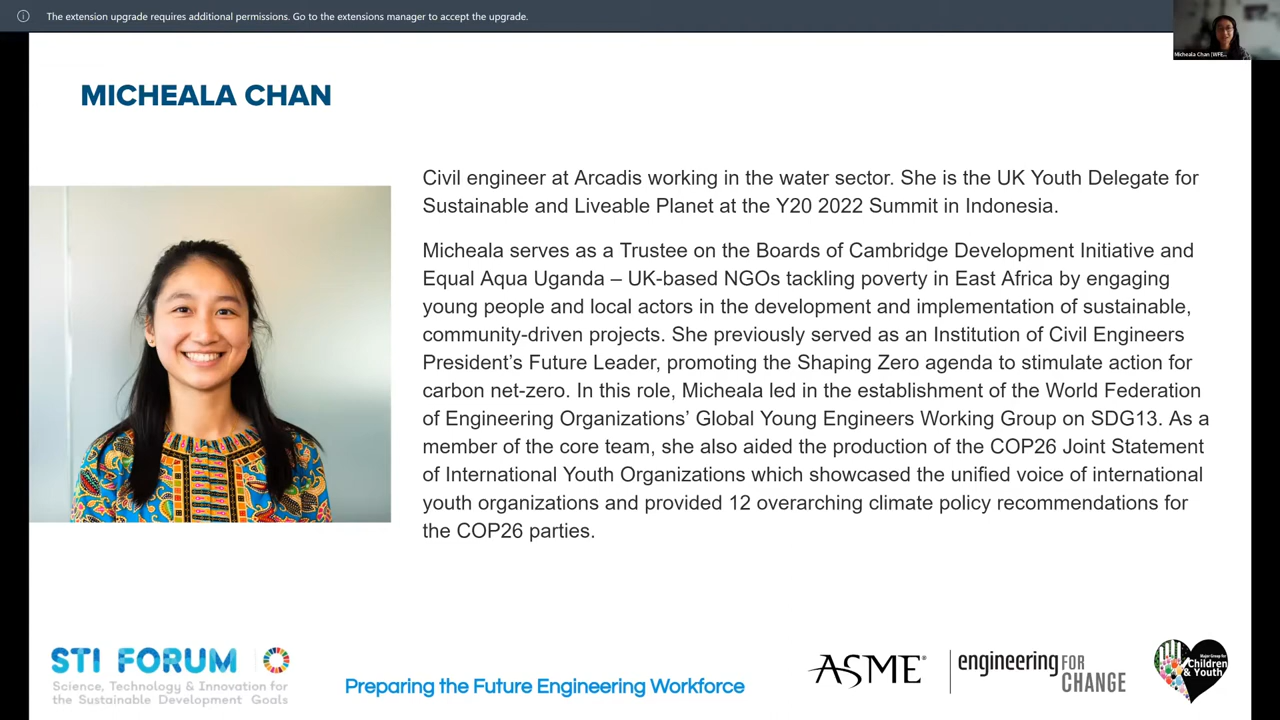 The extension upgrade requires additional permissions. Go to the extensions manager to accept the upgrade.
Micheala Chan (WFE...
MICHEALA CHAN
Civil engineer at Arcadis working in the water sector. She is the UK Youth Delegate for
Sustainable and Liveable Planet at the Y20 2022 Summit in Indonesia.
Micheala serves as a Trustee on the Boards of Cambridge Development Initiative and
Equal Aqua Uganda – UK-based NGOs tackling poverty in East Africa by engaging
young people and local actors in the development and implementation of sustainable,
community-driven projects. She previously served as an Institution of Civil Engineers
President’s Future Leader, promoting the Shaping Zero agenda to stimulate action for
carbon net-zero. In this role, Micheala led in the establishment of the World Federation
of Engineering Organizations’ Global Young Engineers Working Group on SDG13. As a
member of the core team, she also aided the production of the COP26 Joint Statement
of International Youth Organizations which showcased the unified voice of international
youth organizations and provided 12 overarching climate policy recommendations for
the COP26 parties.
STI FORUM
Science, Technology & Innovation for
the Sustainable Development Goals
Preparing the Future Engineering Workforce
ASME®
engineering FOR
CHANGE
Major Group for
Children
& Youth